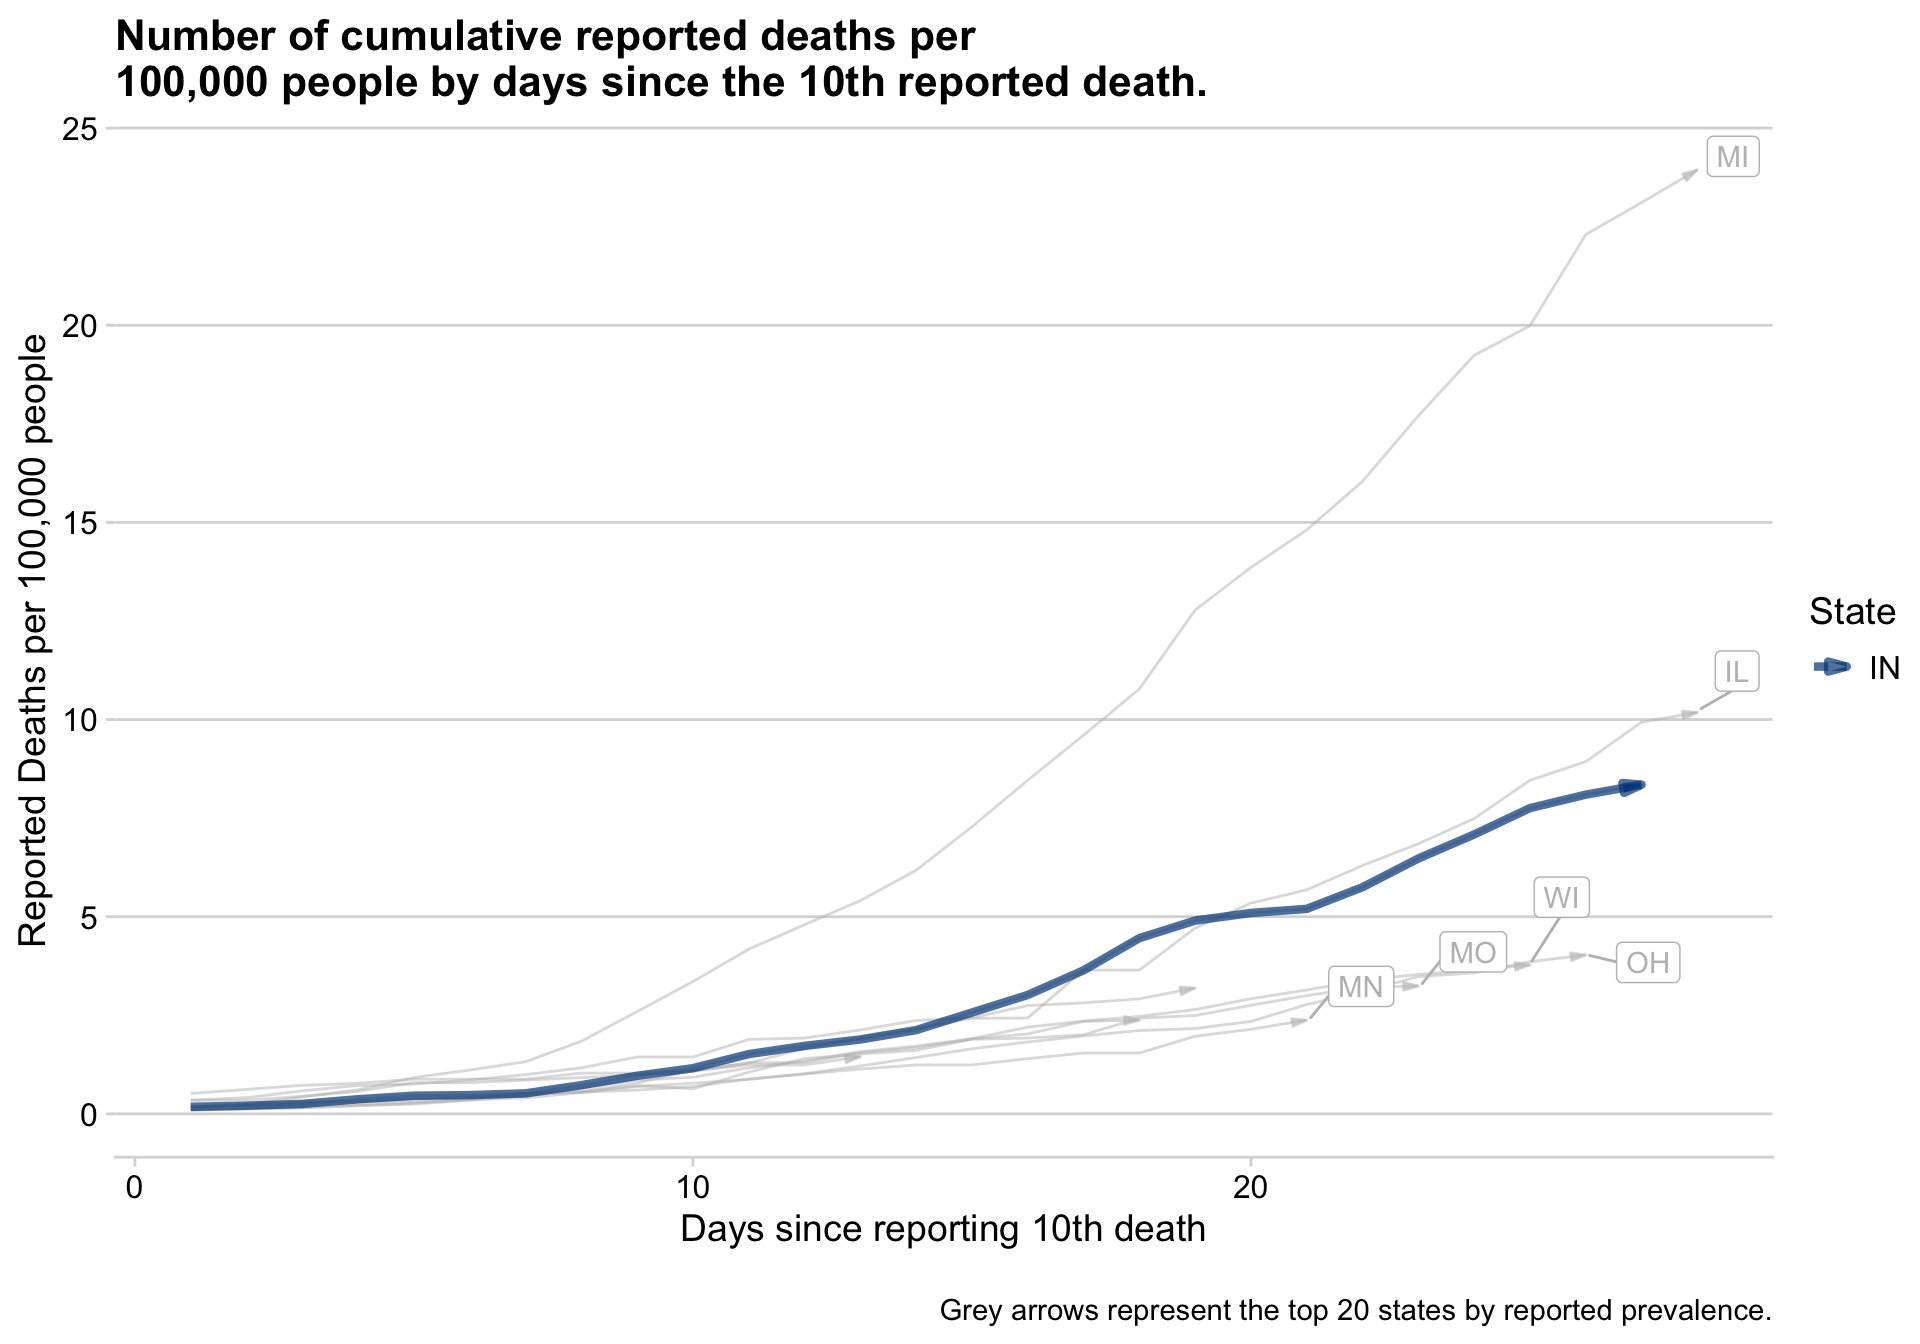 Number of cumulative reported deaths per
100,000 people by days since the 10th reported death.
Reported Deaths per 100,000 people
25
20
15
10
5
0
MI
IL
WI
MO
OH
MN
State
IN
0
10
20
Days since reporting 10th death
Grey arrows represent the top 20 states by reported prevalence.